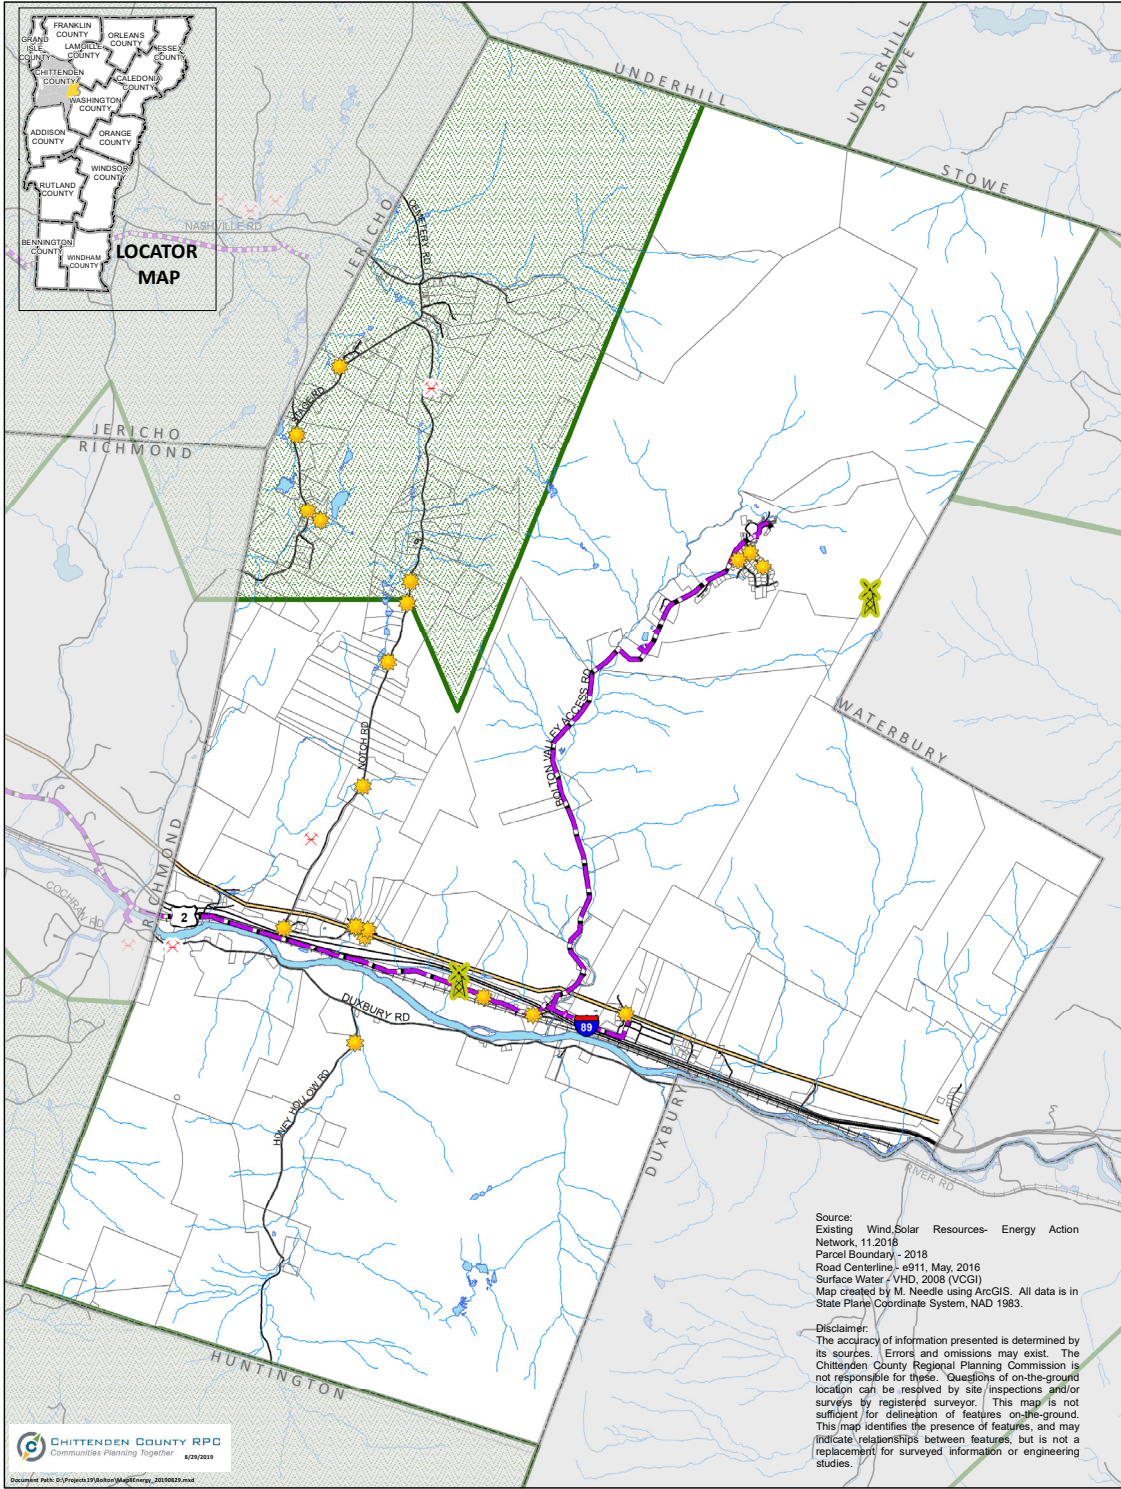 FRANKLIN
COUNTY
ORLEANS
COUNTY
GRAND
ISLE
COUNTY
LAMOILLE
COUNTY
ESSEX
COUNTY
CHITTENDEN
COUNTY
CALEDONIA
COUNTY
WASHINGTON
COUNTY
ADDISON
COUNTY
ORANGE
COUNTY
WINDSOR
COUNTY
RUTLAND
COUNTY
BENNINGTON
COUNTY
WINDHAM
COUNTY
LOCATOR
MAP
UNDERHILL
UNDERHILL
STOWE
STOWE
NASHVILLE RD
JERICHO
CEMETERY RD
STAGE RD
JERICHO
RICHMOND
BOLTON VALLEY ACCESS RD
WATERBURY
NOTCH RD
RICHMOND
COCHRAN RD
2
DUXBURY RD
89
HONEY HOLLOW RD
DUXBURY
RIVER RD
HUNTINGTON
Source:
Existing Wind,Solar Resources- Energy Action
Network, 11.2018
Parcel Boundary - 2018
Road Centerline - e911, May, 2016
Surface Water - VHD, 2008 (VCGI)
Map created by M. Needle using ArcGIS. All data is in
State Plane Coordinate System, NAD 1983.
Disclaimer:
The accuracy of information presented is determined by
its sources. Errors and omissions may exist. The
Chittenden County Regional Planning Commission is
not responsible for these. Questions of on-the-ground
location can be resolved by site inspections and/or
surveys by registered surveyor. This map is not
sufficient for delineation of features on-the-ground.
This map identifies the presence of features, and may
indicate relationships between features, but is not a
replacement for surveyed information or engineering
studies.
CHITTENDEN COUNTY RPC
Communities Planning Together
8/29/2019
Document Path: D:\Projects19\Bolton\Map8Energy_20190829.mxd